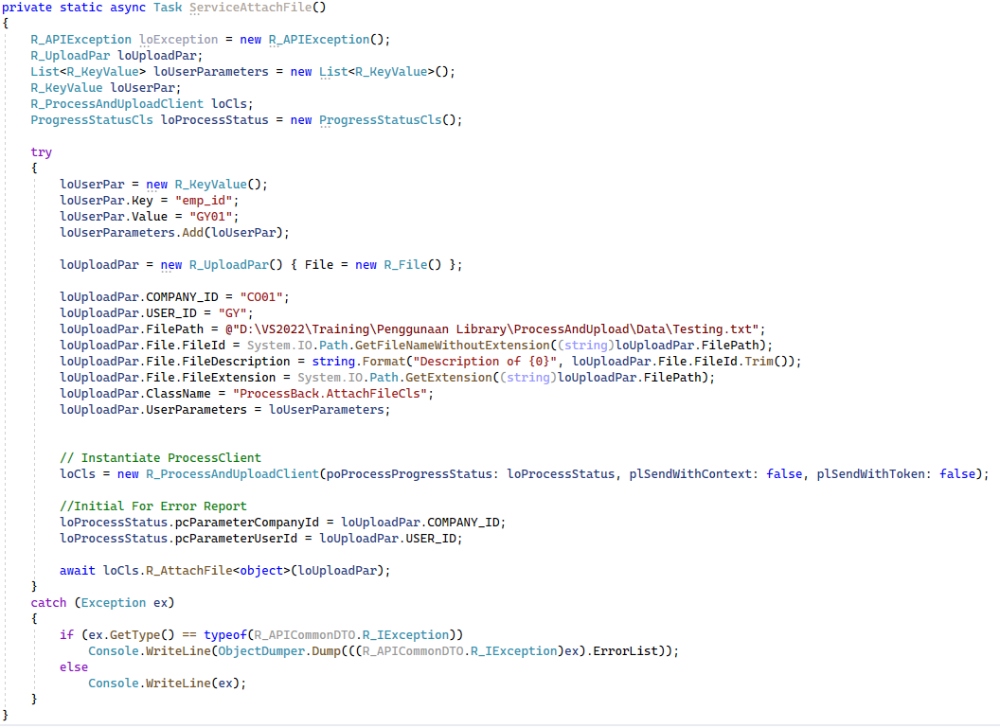 private static async Task ServiceAttachFile()
{
    R_APIException loException = new R_APIException();
    R_UploadPar loUploadPar;
    List<R_KeyValue> loUserParameters = new List<R_KeyValue>();
    R_KeyValue loUserPar;
    R_ProcessAndUploadClient loCls;
    ProgressStatusCls loProcessStatus = new ProgressStatusCls();

    try
    {
        loUserPar = new R_KeyValue();
        loUserPar.Key = "emp_id";
        loUserPar.Value = "GY01";
        loUserParameters.Add(loUserPar);

        loUploadPar = new R_UploadPar() { File = new R_File() };

        loUploadPar.COMPANY_ID = "CO01";
        loUploadPar.USER_ID = "GY";
        loUploadPar.FilePath = @"D:\VS2022\Training\Penggunaan Library\ProcessAndUpload\Data\Testing.txt";
        loUploadPar.File.FileId = System.IO.Path.GetFileNameWithoutExtension((string)loUploadPar.FilePath);
        loUploadPar.File.FileDescription = string.Format("Description of {0}", loUploadPar.File.FileId.Trim());
        loUploadPar.File.FileExtension = System.IO.Path.GetExtension((string)loUploadPar.FilePath);
        loUploadPar.ClassName = "ProcessBack.AttachFileCls";
        loUploadPar.UserParameters = loUserParameters;


        // Instantiate ProcessClient
        loCls = new R_ProcessAndUploadClient(poProcessProgressStatus: loProcessStatus, plSendWithContext: false, plSendWithToken: false);

        //Initial For Error Report
        loProcessStatus.pcParameterCompanyId = loUploadPar.COMPANY_ID;
        loProcessStatus.pcParameterUserId = loUploadPar.USER_ID;

        await loCls.R_AttachFile<object>(loUploadPar);
    }
    catch (Exception ex)
    {
        if (ex.GetType() == typeof(R_APICommonDTO.R_IException))
            Console.WriteLine(ObjectDumper.Dump(((R_APICommonDTO.R_IException)ex).ErrorList));
        else
            Console.WriteLine(ex);
    }
}